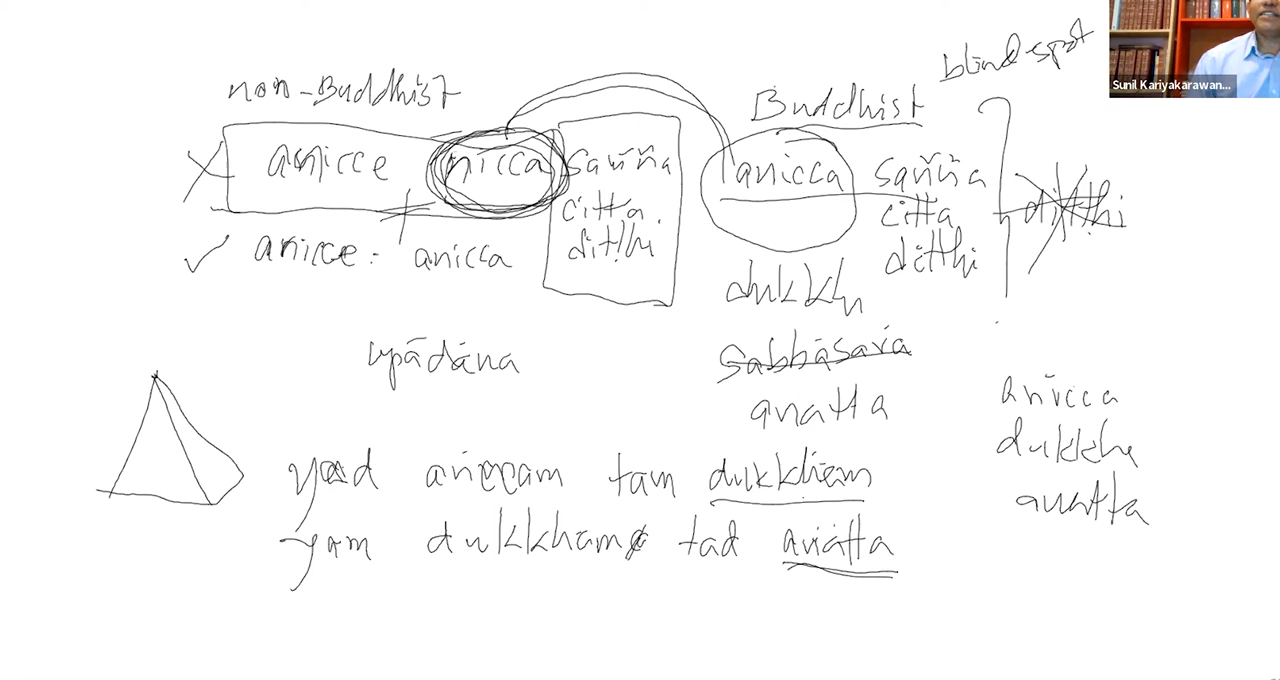 blind spot
Sunil Kariyakarawan...
non-Buddhist
Buddhist
anicce nicca sañña
citta
diṭṭhi
anicca sañña
citta
diṭṭhi
diṭṭhi
anicce = anicca
dukkha
upādāna
sabbāsava
anatta
anicca
dukkha
anatta
yad aniccam tam dukkham
yam dukkham tad anatta